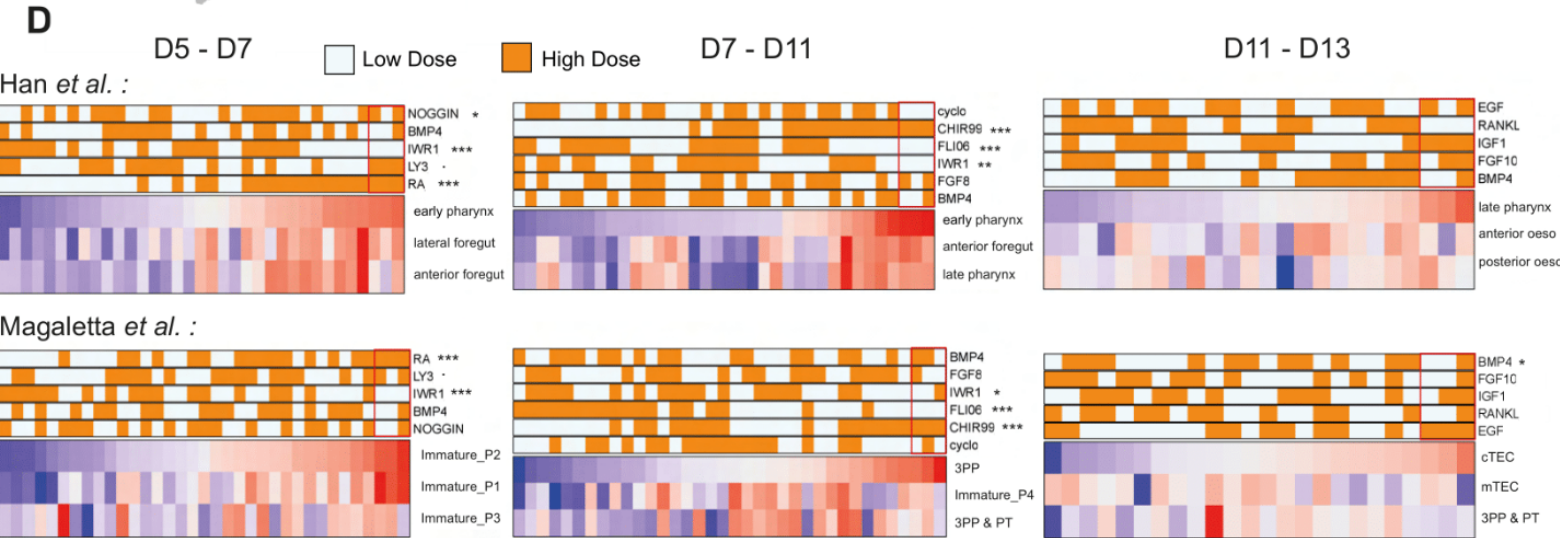 D
D5 - D7
Low Dose
High Dose
D7 - D11
D11 - D13
Han et al. :
NOGGIN *
BMP4
IWR1 ***
LY3 ·
RA ***
early pharynx
lateral foregut
anterior foregut
cyclo
CHIR99 ***
FLI06 ***
IWR1 **
FGF8
BMP4
early pharynx
anterior foregut
late pharynx
EGF
RANKL
IGF1
FGF10
BMP4
late pharynx
anterior oeso
posterior oeso
Magaletta et al. :
RA ***
LY3 ·
IWR1 ***
BMP4
NOGGIN
Immature_P2
Immature_P1
Immature_P3
BMP4
FGF8
IWR1 *
FLI06 ***
CHIR99 ***
cyclo
3PP
Immature_P4
3PP & PT
BMP4 *
FGF10
IGF1
RANKL
EGF
cTEC
mTEC
3PP & PT